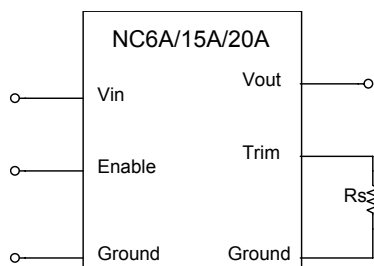 NC6A/15A/20A
Vin
Vout
Enable
Trim
Rs
Ground
Ground